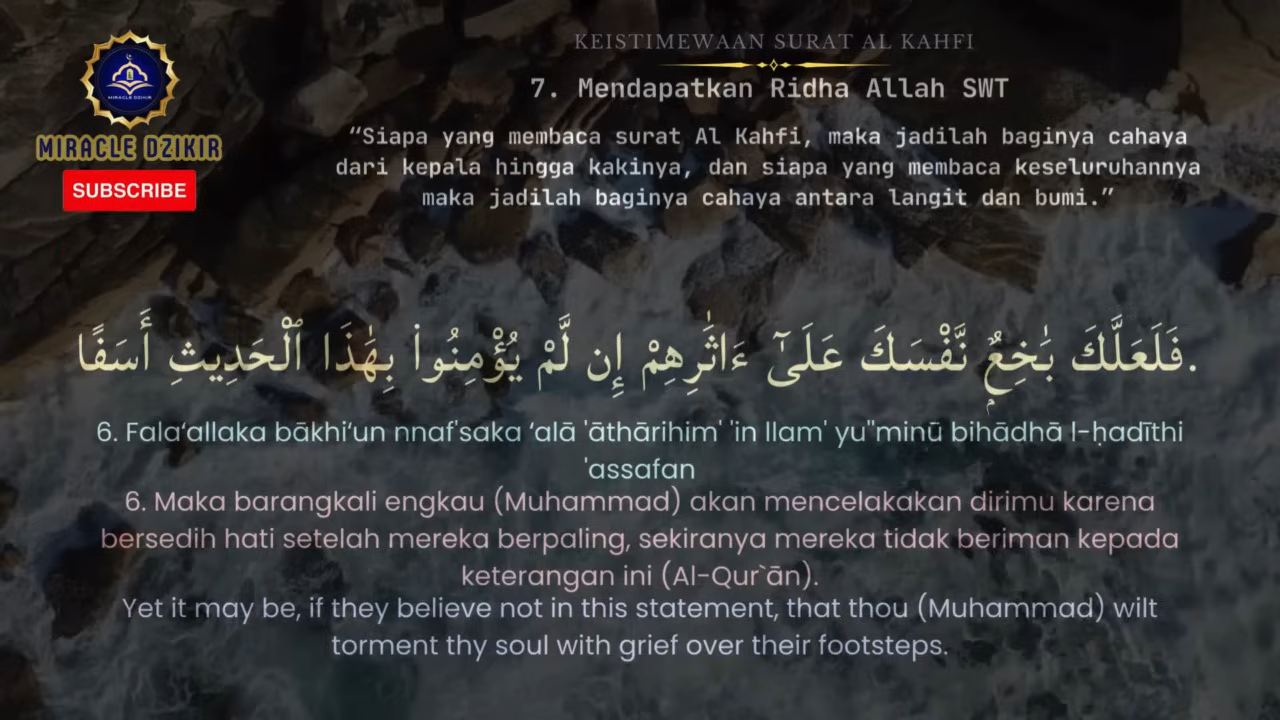 MIRACLE DZIKIR
MIRACLE DZIKIR
SUBSCRIBE
KEISTIMEWAAN SURAT AL KAHFI
7. Mendapatkan Ridha Allah SWT
“Siapa yang membaca surat Al Kahfi, maka jadilah baginya cahaya
dari kepala hingga kakinya, dan siapa yang membaca keseluruhannya
maka jadilah baginya cahaya antara langit dan bumi.”
فَلَعَلَّكَ بَٰخِعٌۭ نَّفْسَكَ عَلَىٰٓ ءَاثَٰرِهِمْ إِن لَّمْ يُؤْمِنُوا۟ بِهَٰذَا ٱلْحَدِيثِ أَسَفًا.
6. Fala‘allaka bākhi‘un nnaf'saka ‘alā 'āthārihim' 'in llam' yu"minū bihādhā l-ḥadīthi
'assafan
6. Maka barangkali engkau (Muhammad) akan mencelakakan dirimu karena
bersedih hati setelah mereka berpaling, sekiranya mereka tidak beriman kepada
keterangan ini (Al-Qur`ān).
Yet it may be, if they believe not in this statement, that thou (Muhammad) wilt
torment thy soul with grief over their footsteps.